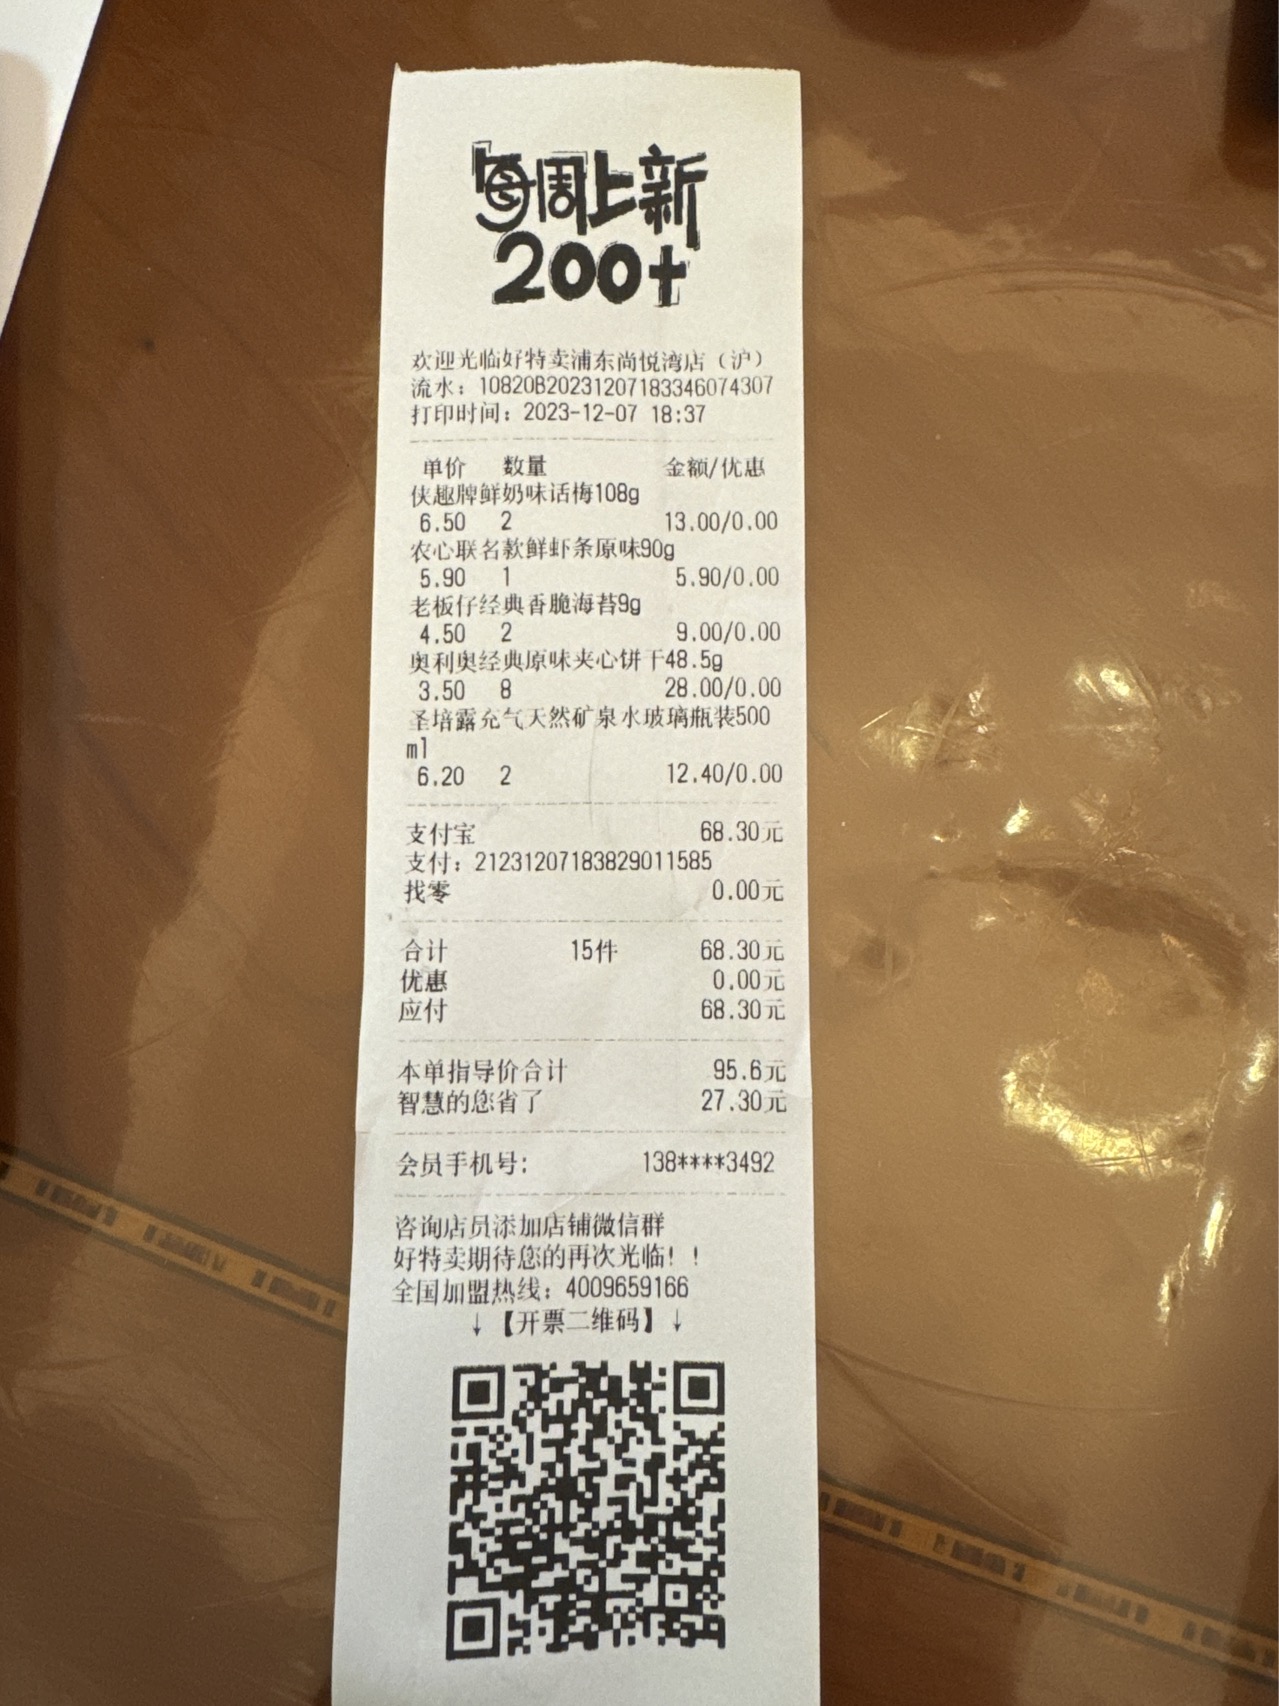 每周上新
200+
欢迎光临好特卖浦东尚悦湾店（沪）
流水：10820B20231207183346074307
打印时间：2023-12-07 18:37
单价 数量 金额/优惠
侠趣牌鲜奶味话梅108g
6.50 2 13.00/0.00
农心联名款鲜虾条原味90g
5.90 1 5.90/0.00
老板仔经典香脆海苔9g
4.50 2 9.00/0.00
奥利奥经典原味夹心饼干48.5g
3.50 8 28.00/0.00
圣培露充气天然矿泉水玻璃瓶装500
ml
6.20 2 12.40/0.00
支付宝 68.30元
支付：21231207183829011585
找零 0.00元
合计 15件 68.30元
优惠 0.00元
应付 68.30元
本单指导价合计 95.6元
智慧的您省了 27.30元
会员手机号: 138****3492
咨询店员添加店铺微信群
好特卖期待您的再次光临！！
全国加盟热线：4009659166
↓【开票二维码】↓